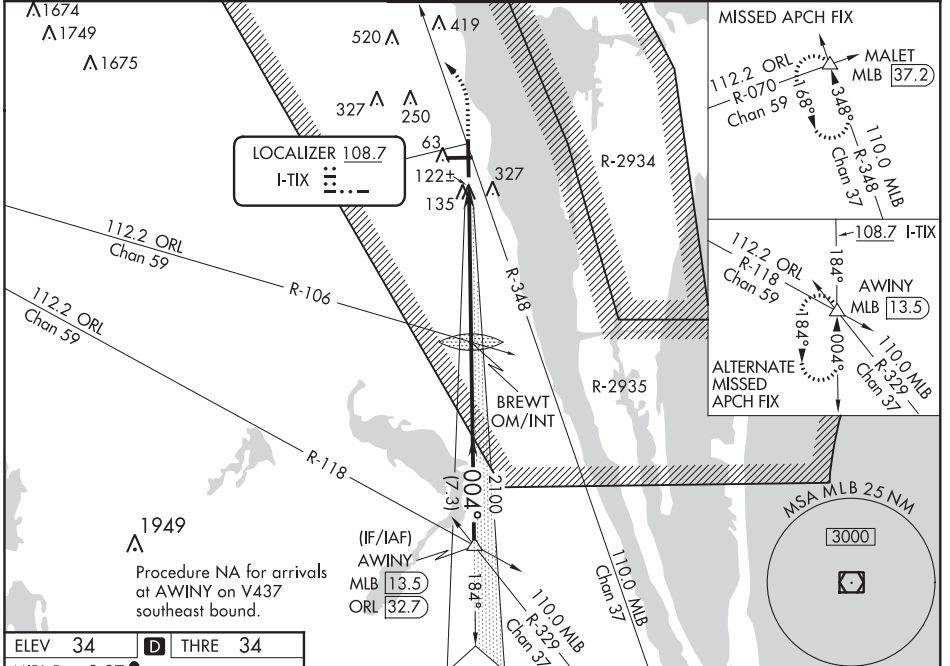 1674
1749
1675
520
419
327
250
LOCALIZER 108.7
I-TIX
63
122±
135
327
R-2934
112.2 ORL
Chan 59
R-106
112.2 ORL
Chan 59
R-118
R-348
R-2935
BREWT
OM/INT
004°
(7.3)
2100
1949
Procedure NA for arrivals
at AWINY on V437
southeast bound.
(IF/IAF)
AWINY
MLB 13.5
ORL 32.7
184°
110.0 MLB
R-329
Chan 37
110.0 MLB
Chan 37
MISSED APCH FIX
MALET
MLB 37.2
112.2 ORL
R-070
Chan 59
168°
348°
110.0 MLB
R-348
Chan 37
108.7 I-TIX
112.2 ORL
R-118
Chan 59
184°
AWINY
MLB 13.5
184°
004°
110.0 MLB
R-329
Chan 37
ALTERNATE
MISSED
APCH FIX
MSA MLB 25 NM
3000
ELEV 34
D
THRE 34